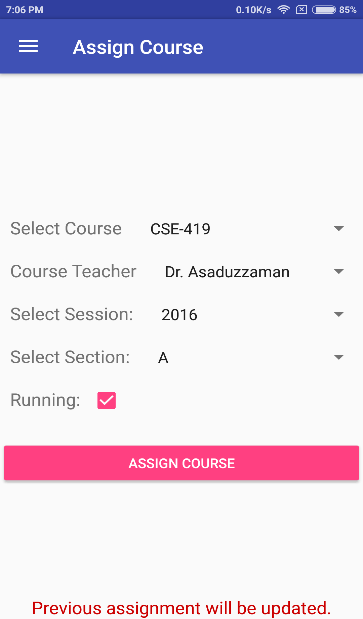 7:06 PM 0.10K/s 85%
Assign Course
Select Course CSE-419
Course Teacher Dr. Asaduzzaman
Select Session: 2016
Select Section: A
Running:
ASSIGN COURSE
Previous assignment will be updated.